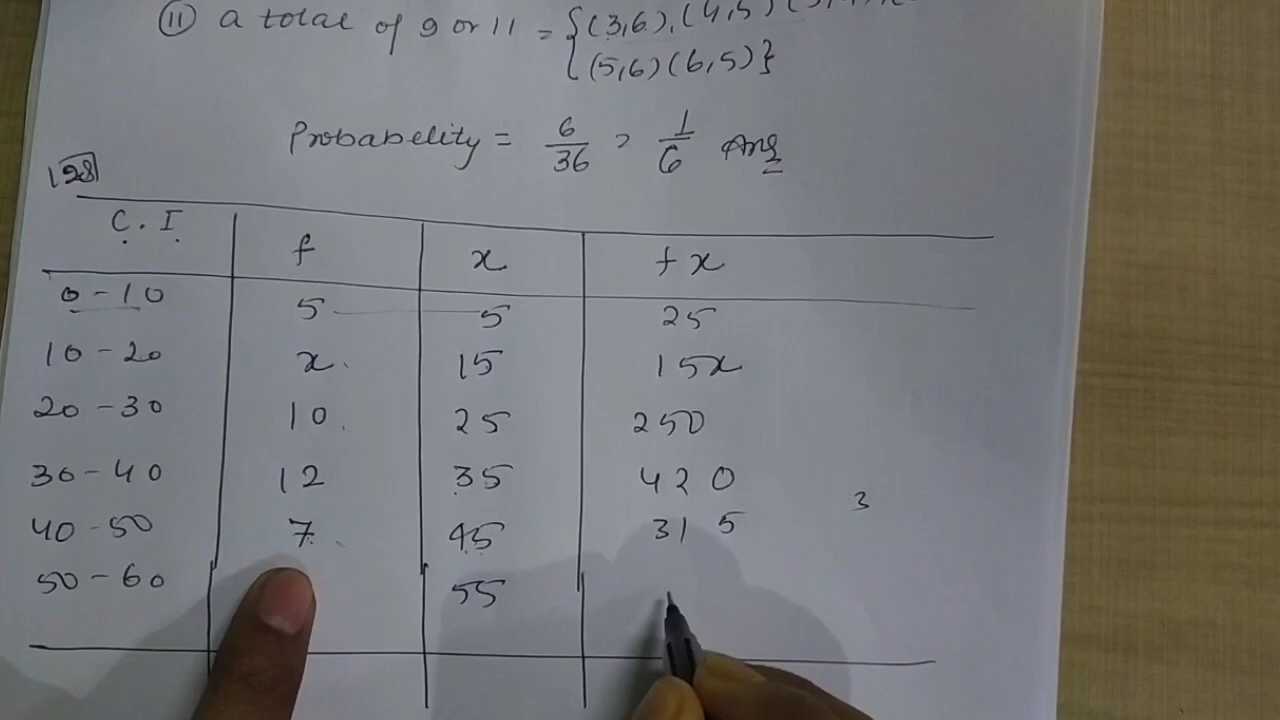 (11) a total of 9 or 11 = {(3,6), (4,5)
(5,6) (6,5)}
Probabelity = 6/36 > 1/6 Ans
28
C.I f x fx
0-10 5 5 25
10-20 x 15 15x
20-30 10 25 250
30-40 12 35 420
3
40-50 7 45 315
50-60 55